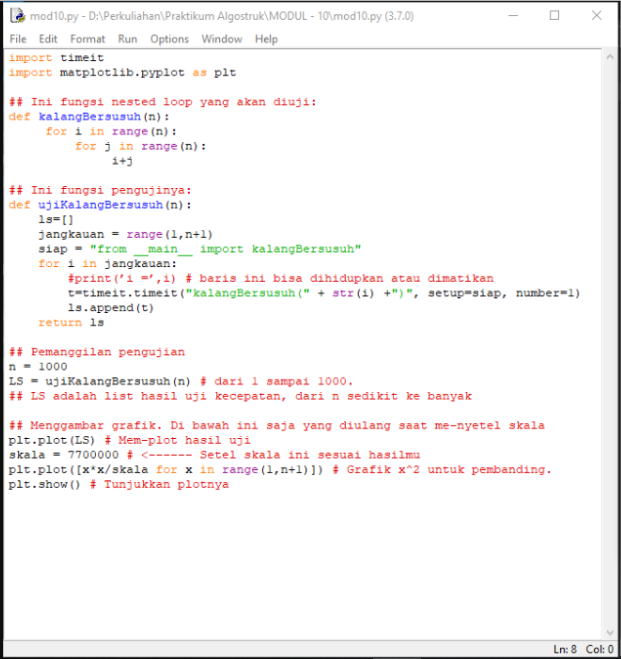 mod10.py - D:\Perkuliahan\Praktikum Algostruk\MODUL - 10\mod10.py (3.7.0)
File Edit Format Run Options Window Help
import timeit
import matplotlib.pyplot as plt

## Ini fungsi nested loop yang akan diuji:
def kalangBersusuh(n):
     for i in range(n):
         for j in range(n):
              i+j

## Ini fungsi pengujinya:
def ujiKalangBersusuh(n):
    ls=[]
    jangkauan = range(1,n+1)
    siap = "from __main__ import kalangBersusuh"
    for i in jangkauan:
        #print(’i =’,i) # baris ini bisa dihidupkan atau dimatikan
        t=timeit.timeit("kalangBersusuh(" + str(i) +")", setup=siap, number=1)
        ls.append(t)
    return ls

## Pemanggilan pengujian
n = 1000
LS = ujiKalangBersusuh(n) # dari 1 sampai 1000.
## LS adalah list hasil uji kecepatan, dari n sedikit ke banyak

## Menggambar grafik. Di bawah ini saja yang diulang saat me-nyetel skala
plt.plot(LS) # Mem-plot hasil uji
skala = 7700000 # <------ Setel skala ini sesuai hasilmu
plt.plot([x*x/skala for x in range(1,n+1)]) # Grafik x^2 untuk pembanding.
plt.show() # Tunjukkan plotnya
Ln: 8 Col: 0